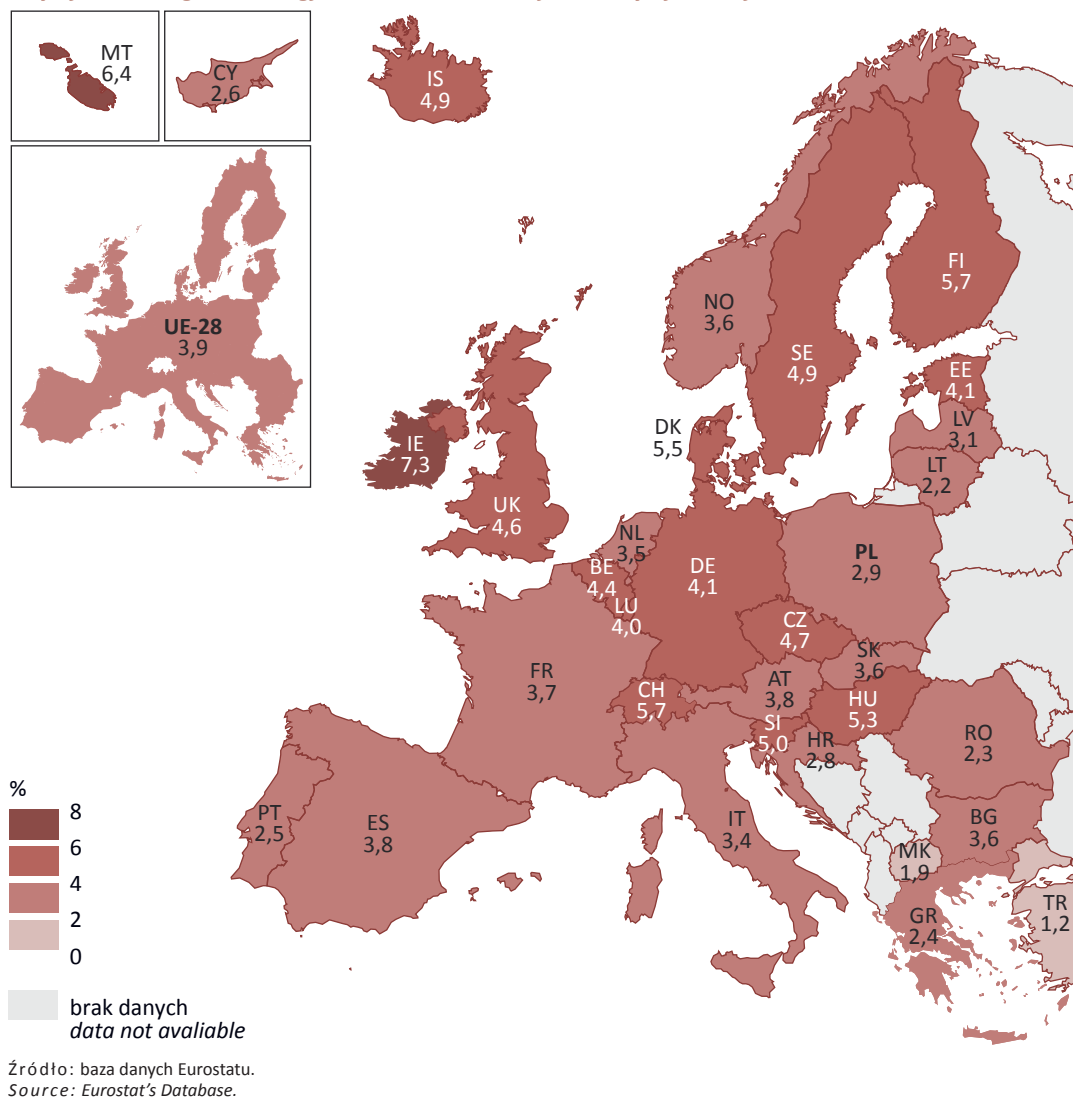 MT
6,4
CY
2,6
IS
4,9
UE-28
3,9
FI
5,7
NO
3,6
SE
4,9
EE
4,1
LV
3,1
LT
2,2
DK
5,5
IE
7,3
UK
4,6
NL
3,5
BE
4,4
LU
4,0
DE
4,1
PL
2,9
CZ
4,7
SK
3,6
FR
3,7
CH
5,7
AT
3,8
HU
5,3
SI
5,0
HR
2,8
RO
2,3
PT
2,5
ES
3,8
IT
3,4
BG
3,6
MK
1,9
GR
2,4
TR
1,2
%
8
6
4
2
0
brak danych
data not avaliable
Źródło: baza danych Eurostatu.
Source: Eurostat's Database.